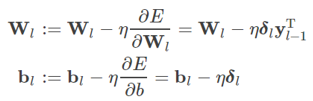 W_l := W_l − η ∂E/∂W_l = W_l − ηδ_l y_{l−1}^T
b_l := b_l − η ∂E/∂b = b_l − ηδ_l